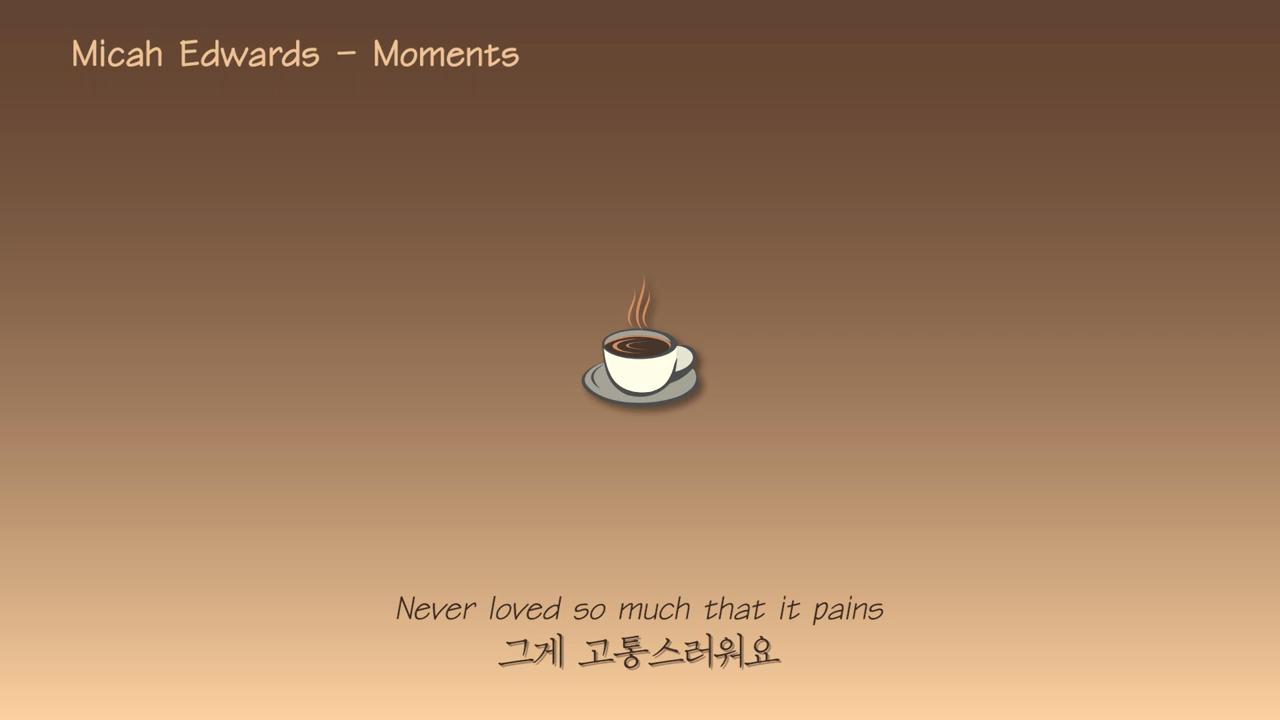 Micah Edwards - Moments
Never loved so much that it pains
그게 고통스러워요